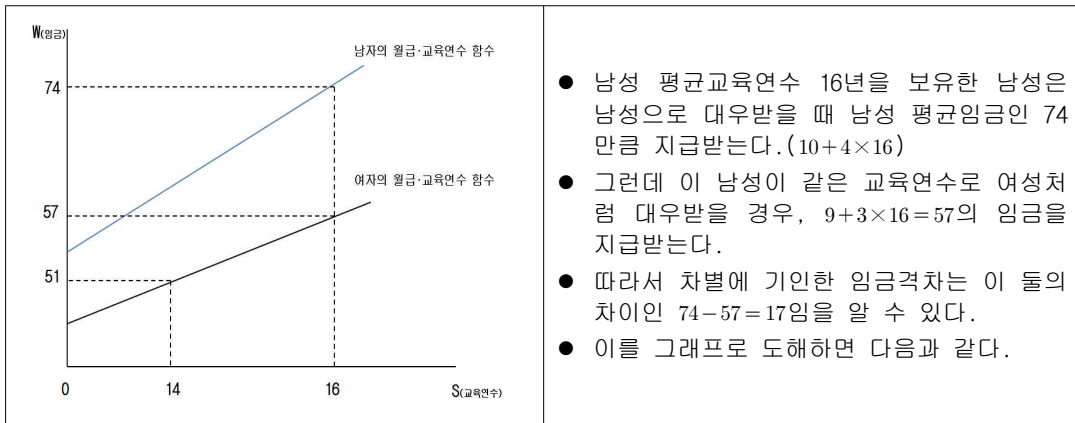 W(임금)
남자의 월급·교육연수 함수
74
여자의 월급·교육연수 함수
57
51
0
14
16
S(교육연수)
● 남성 평균교육연수 16년을 보유한 남성은
남성으로 대우받을 때 남성 평균임금인 74
만큼 지급받는다.(10+4×16)
● 그런데 이 남성이 같은 교육연수로 여성처
럼 대우받을 경우, 9+3×16=57의 임금을
지급받는다.
● 따라서 차별에 기인한 임금격차는 이 둘의
차이인 74-57=17임을 알 수 있다.
● 이를 그래프로 도해하면 다음과 같다.